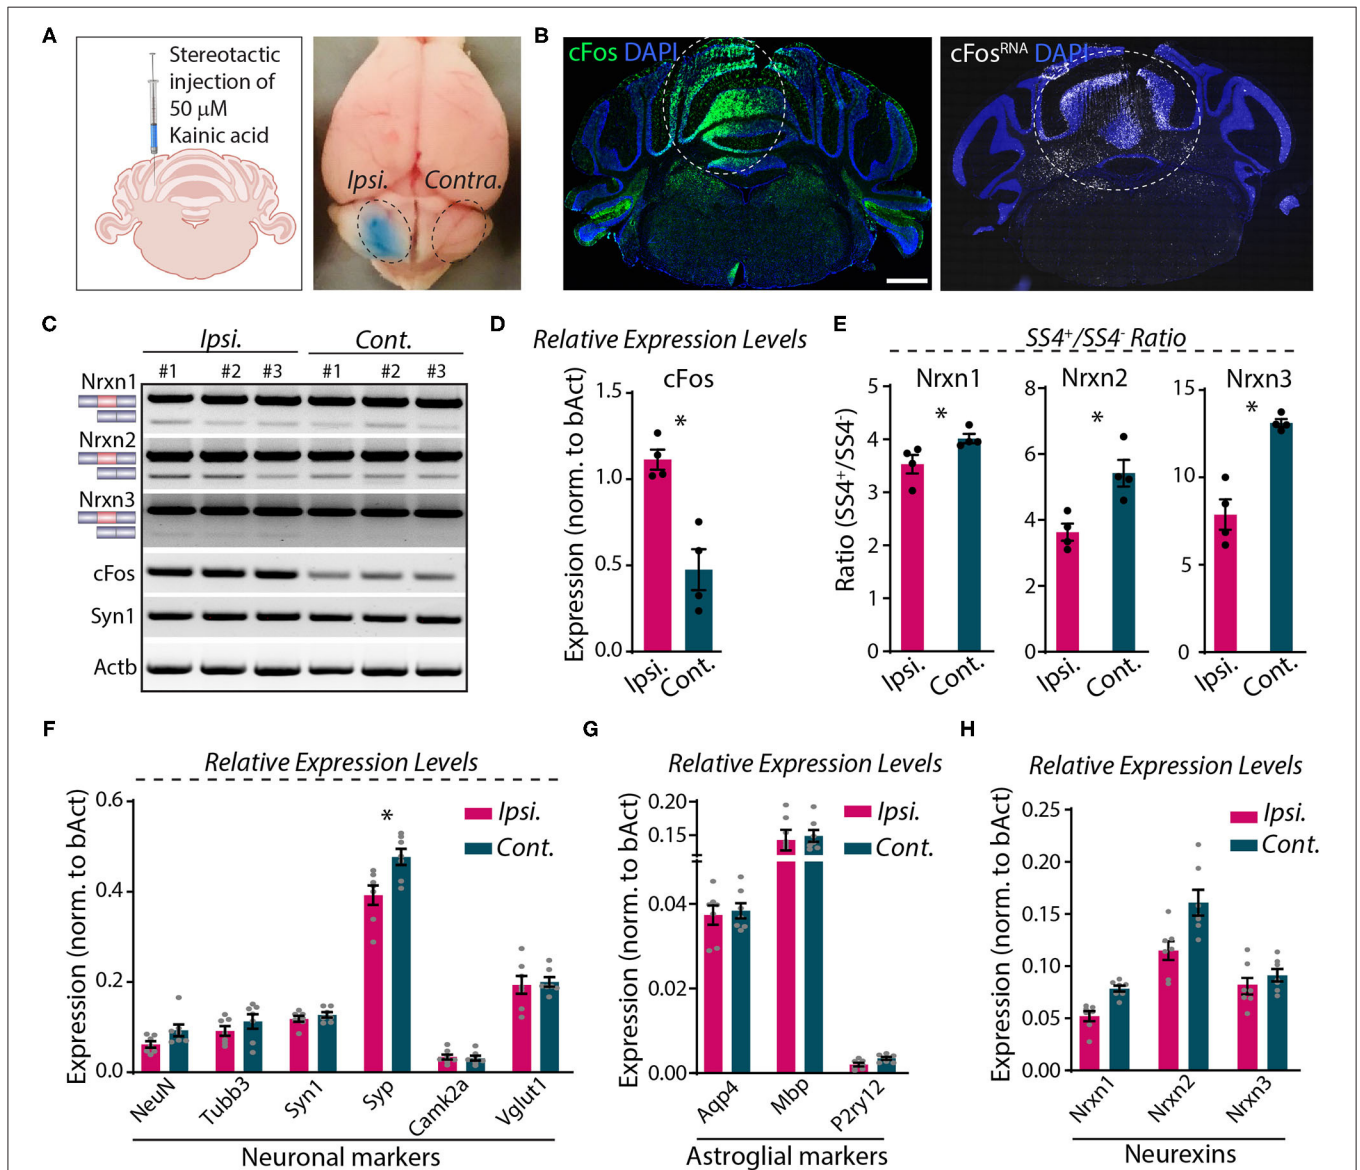 A
Stereotactic
injection of
50 µM
Kainic acid
Ipsi.
Contra.
B
cFos DAPI
cFosRNA DAPI
C
Ipsi. Cont.
#1 #2 #3 #1 #2 #3
Nrxn1
Nrxn2
Nrxn3
cFos
Syn1
Actb
D
Relative Expression Levels
cFos
Expression (norm. to bAct)
1.5
1.0
0.5
0.0
*
Ipsi.
Cont.
E
SS4+/SS4- Ratio
Ratio (SS4+/SS4-)
Nrxn1
5
4
3
2
1
0
*
Ipsi.
Cont.
Nrxn2
8
6
4
2
0
*
Ipsi.
Cont.
Nrxn3
15
10
5
0
*
Ipsi.
Cont.
F
Relative Expression Levels
Expression (norm. to bAct)
0.6
0.4
0.2
0.0
*
Ipsi.
Cont.
NeuN
Tubb3
Syn1
Syp
Camk2a
Vglut1
Neuronal markers
G
Relative Expression Levels
Expression (norm. to bAct)
0.20
0.15
0.04
0.02
0.00
Ipsi.
Cont.
Aqp4
Mbp
P2ry12
Astroglial markers
H
Relative Expression Levels
Expression (norm. to bAct)
0.25
0.20
0.15
0.10
0.05
0.00
Ipsi.
Cont.
Nrxn1
Nrxn2
Nrxn3
Neurexins